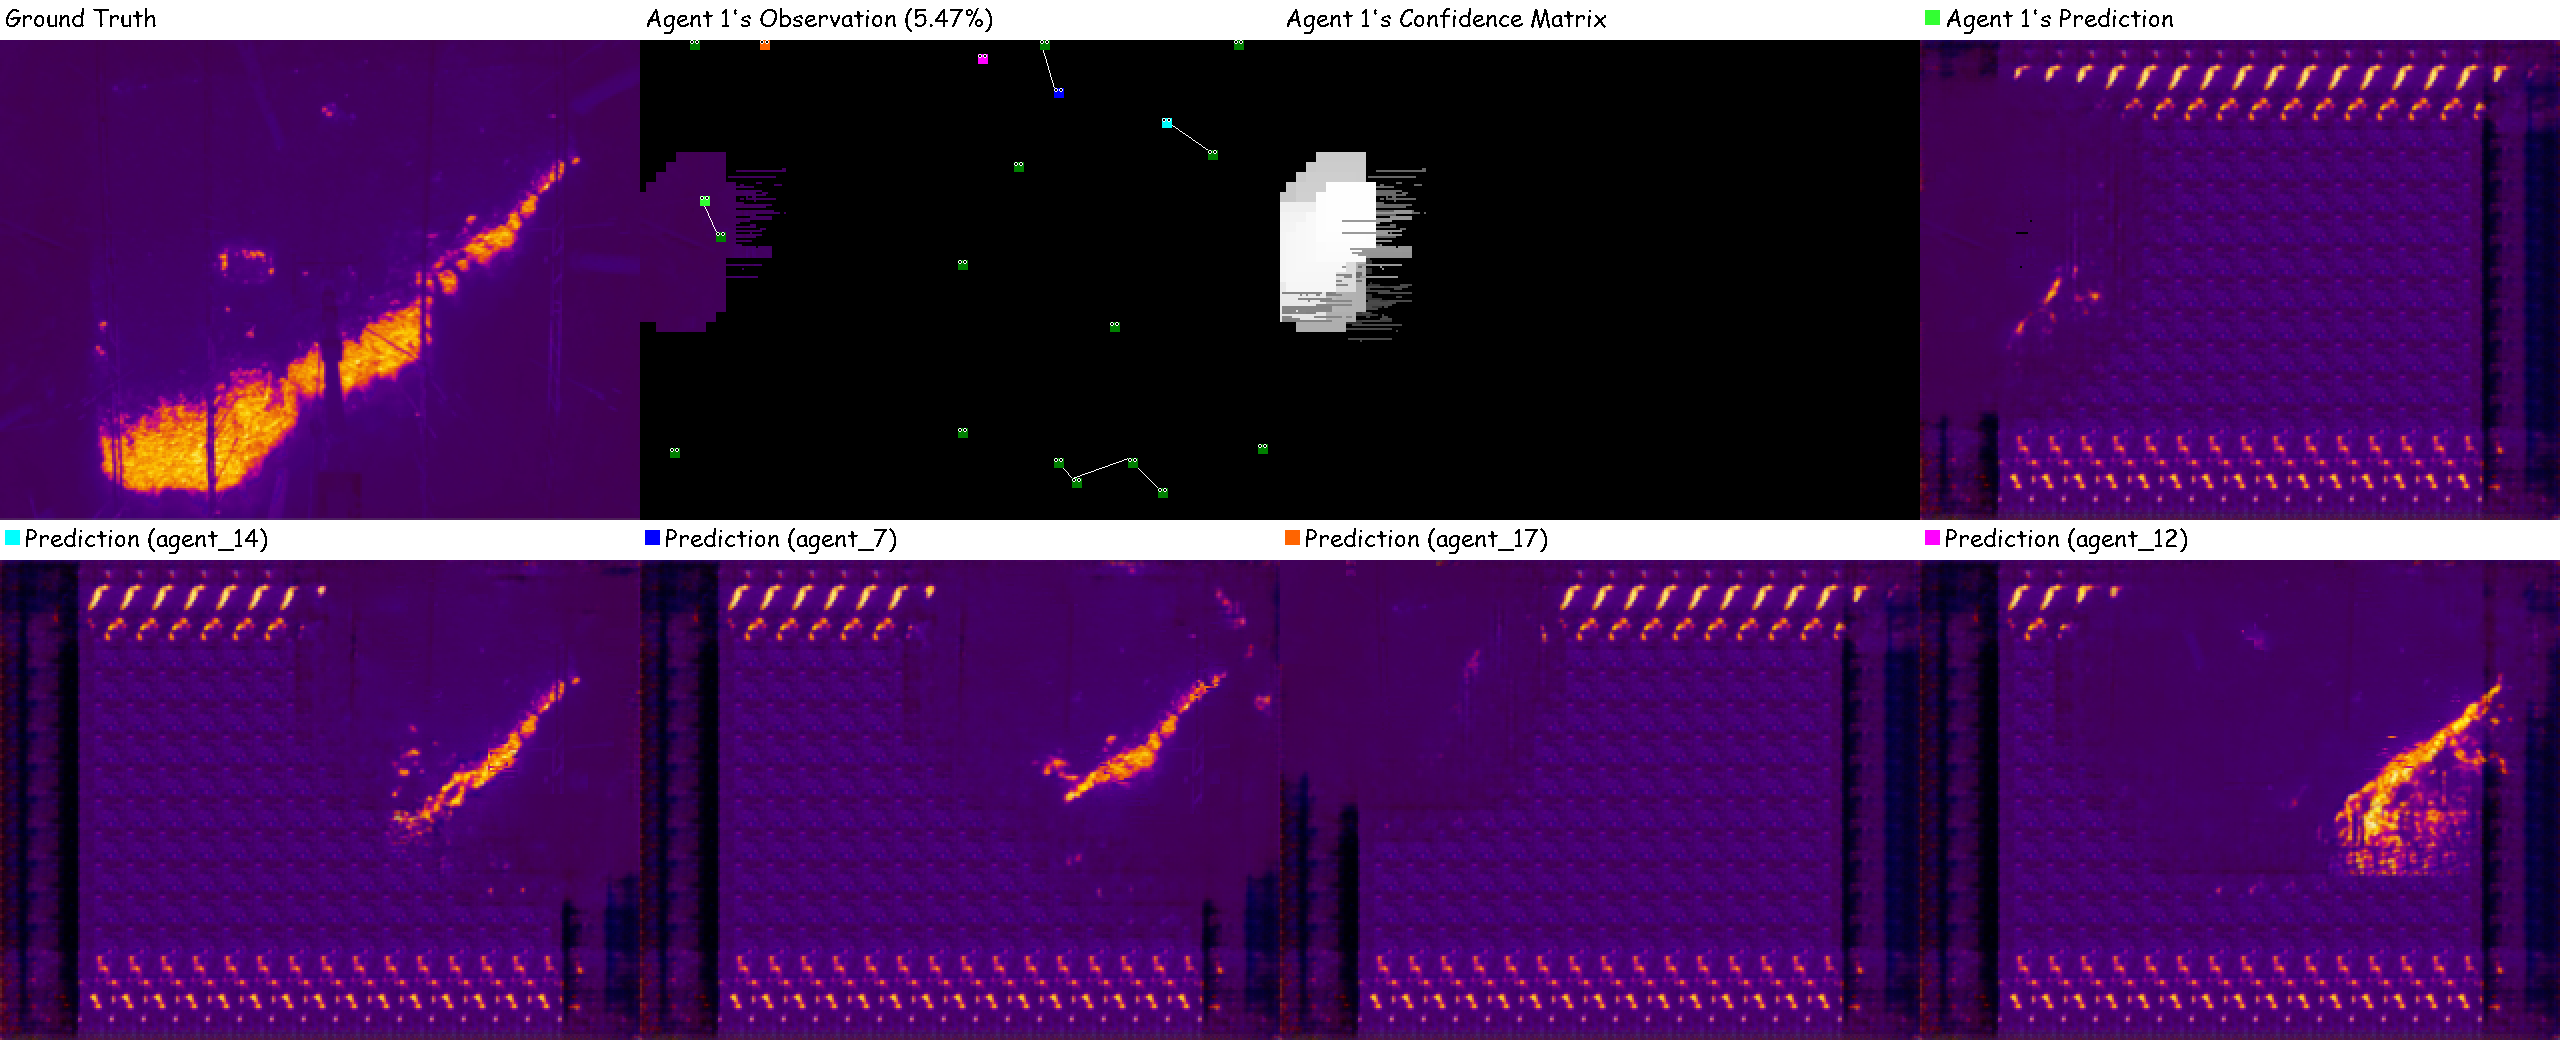 Ground Truth
Agent 1's Observation (5.47%)
Agent 1's Confidence Matrix
Agent 1's Prediction
Prediction (agent_14)
Prediction (agent_7)
Prediction (agent_17)
Prediction (agent_12)